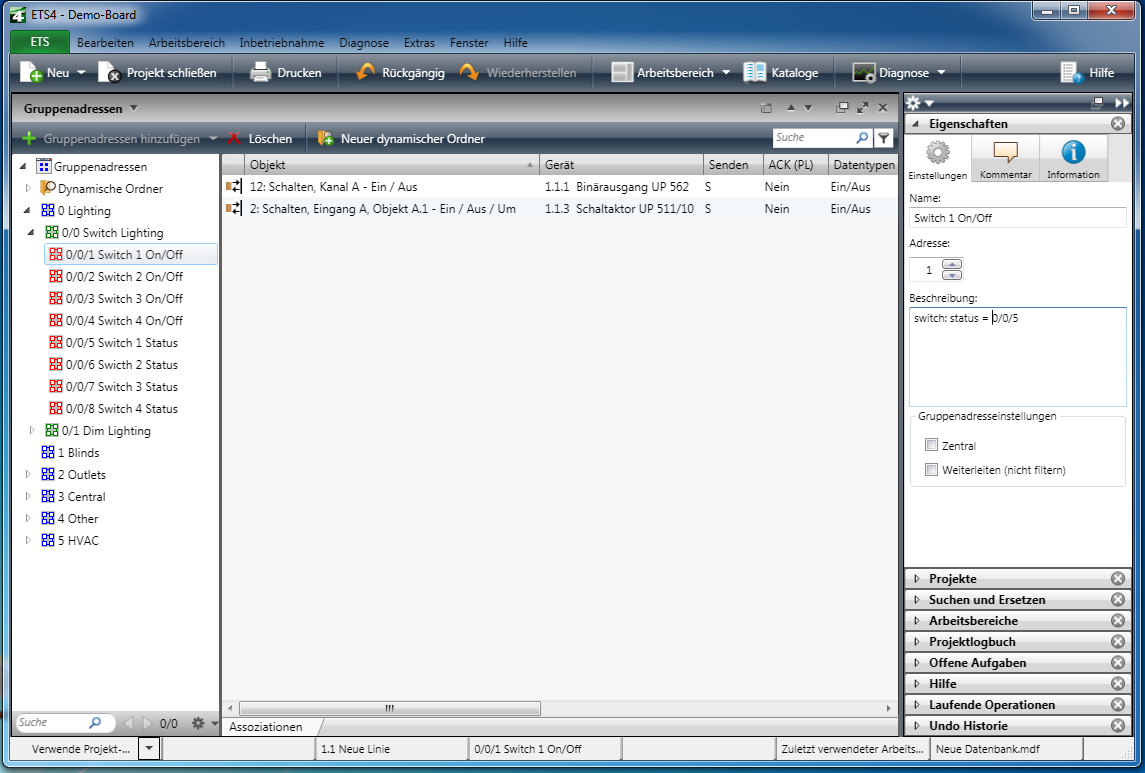 ETS4 - Demo-Board
ETS Bearbeiten Arbeitsbereich Inbetriebnahme Diagnose Extras Fenster Hilfe
Neu Projekt schließen Drucken Rückgängig Wiederherstellen Arbeitsbereich Kataloge Diagnose Hilfe
Gruppenadressen
Gruppenadressen hinzufügen Löschen Neuer dynamischer Ordner Suche
Gruppenadressen
Dynamische Ordner
0 Lighting
0/0 Switch Lighting
0/0/1 Switch 1 On/Off
0/0/2 Switch 2 On/Off
0/0/3 Switch 3 On/Off
0/0/4 Switch 4 On/Off
0/0/5 Switch 1 Status
0/0/6 Swicth 2 Status
0/0/7 Switch 3 Status
0/0/8 Switch 4 Status
0/1 Dim Lighting
1 Blinds
2 Outlets
3 Central
4 Other
5 HVAC
Suche 0/0
Objekt Gerät Senden ACK (PL) Datentypen
12: Schalten, Kanal A - Ein / Aus 1.1.1 Binärausgang UP 562 S Nein Ein/Aus
2: Schalten, Eingang A, Objekt A.1 - Ein / Aus / Um 1.1.3 Schaltaktor UP 511/10 S Nein Ein/Aus
Assoziationen
Eigenschaften
Einstellungen Kommentar Information
Name:
Switch 1 On/Off
Adresse:
1
Beschreibung:
switch: status = 0/0/5
Gruppenadresseinstellungen
Zentral
Weiterleiten (nicht filtern)
Projekte
Suchen und Ersetzen
Arbeitsbereiche
Projektlogbuch
Offene Aufgaben
Hilfe
Laufende Operationen
Undo Historie
Verwende Projekt-... 1.1 Neue Linie 0/0/1 Switch 1 On/Off Zuletzt verwendeter Arbeits... Neue Datenbank.mdf